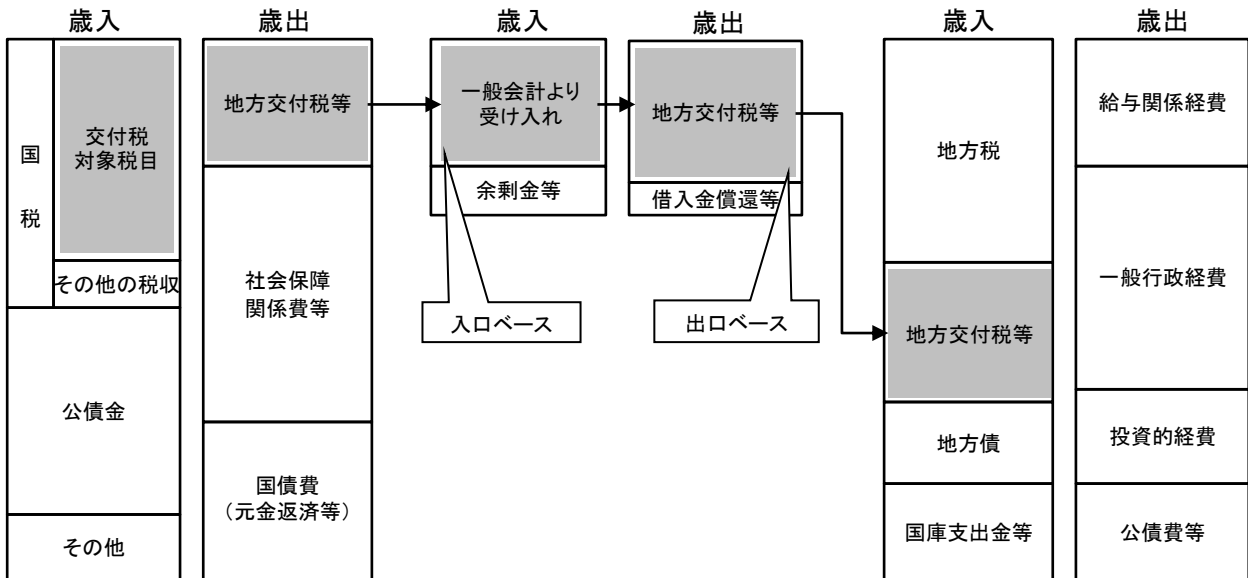 歳入
国
税
交付税
対象税目
その他の税収
公債金
その他
歳出
地方交付税等
社会保障
関係費等
国債費
（元金返済等）
歳入
一般会計より
受け入れ
余剰金等
入口ベース
歳出
地方交付税等
借入金償還等
出口ベース
歳入
地方税
地方交付税等
地方債
国庫支出金等
歳出
給与関係経費
一般行政経費
投資的経費
公債費等